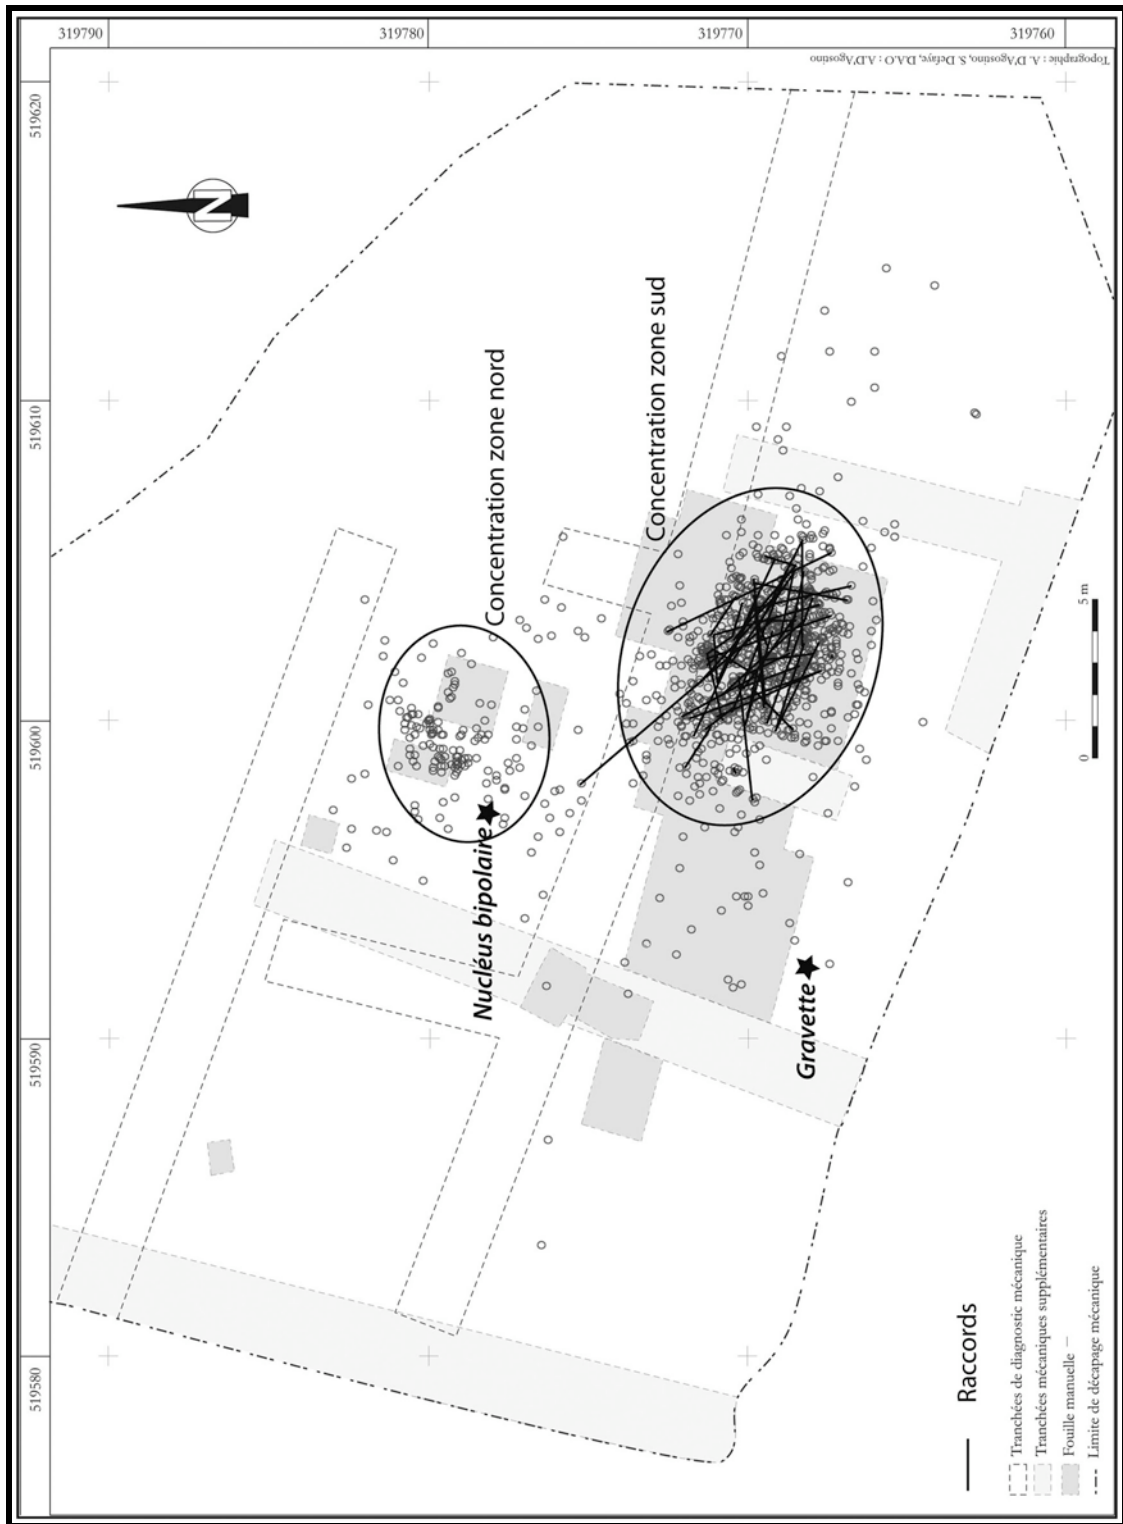 319790
319780
319770
319760
519620
519610
519600
519590
519580
Topographie : A. D'Agostino, S. Defaye, D.A.O : A.D'Agostino
N
Concentration zone nord
Concentration zone sud
Nucléus bipolaire
Gravette
0
5 m
Raccords
Tranchées de diagnostic mécanique
Tranchées mécaniques supplémentaires
Fouille manuelle
Limite de décapage mécanique